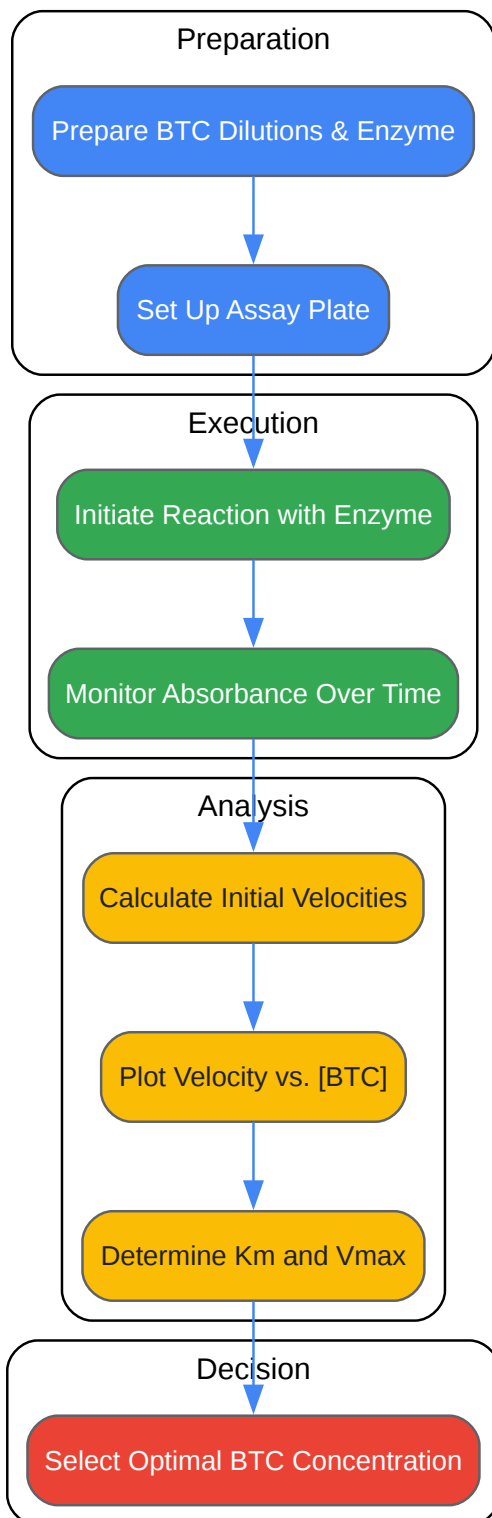 Preparation
Prepare BTC Dilutions & Enzyme
Set Up Assay Plate
Execution
Initiate Reaction with Enzyme
Monitor Absorbance Over Time
Analysis
Calculate Initial Velocities
Plot Velocity vs. [BTC]
Determine Km and Vmax
Decision
Select Optimal BTC Concentration